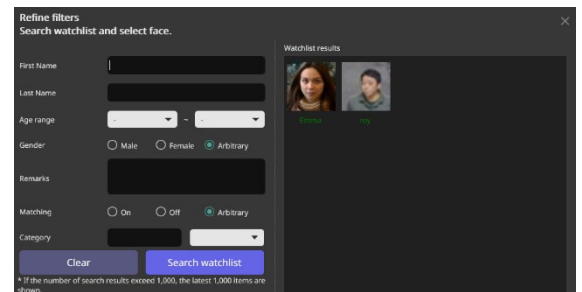 Refine filters
Search watchlist and select face.
Watchlist results
First Name
Last Name
Age range - ~ -
Gender Male Female Arbitrary
Remarks
Matching On Off Arbitrary
Category
Clear Search watchlist
* If the number of search results exceed 1,000, the latest 1,000 items are
shown.
Emma roy